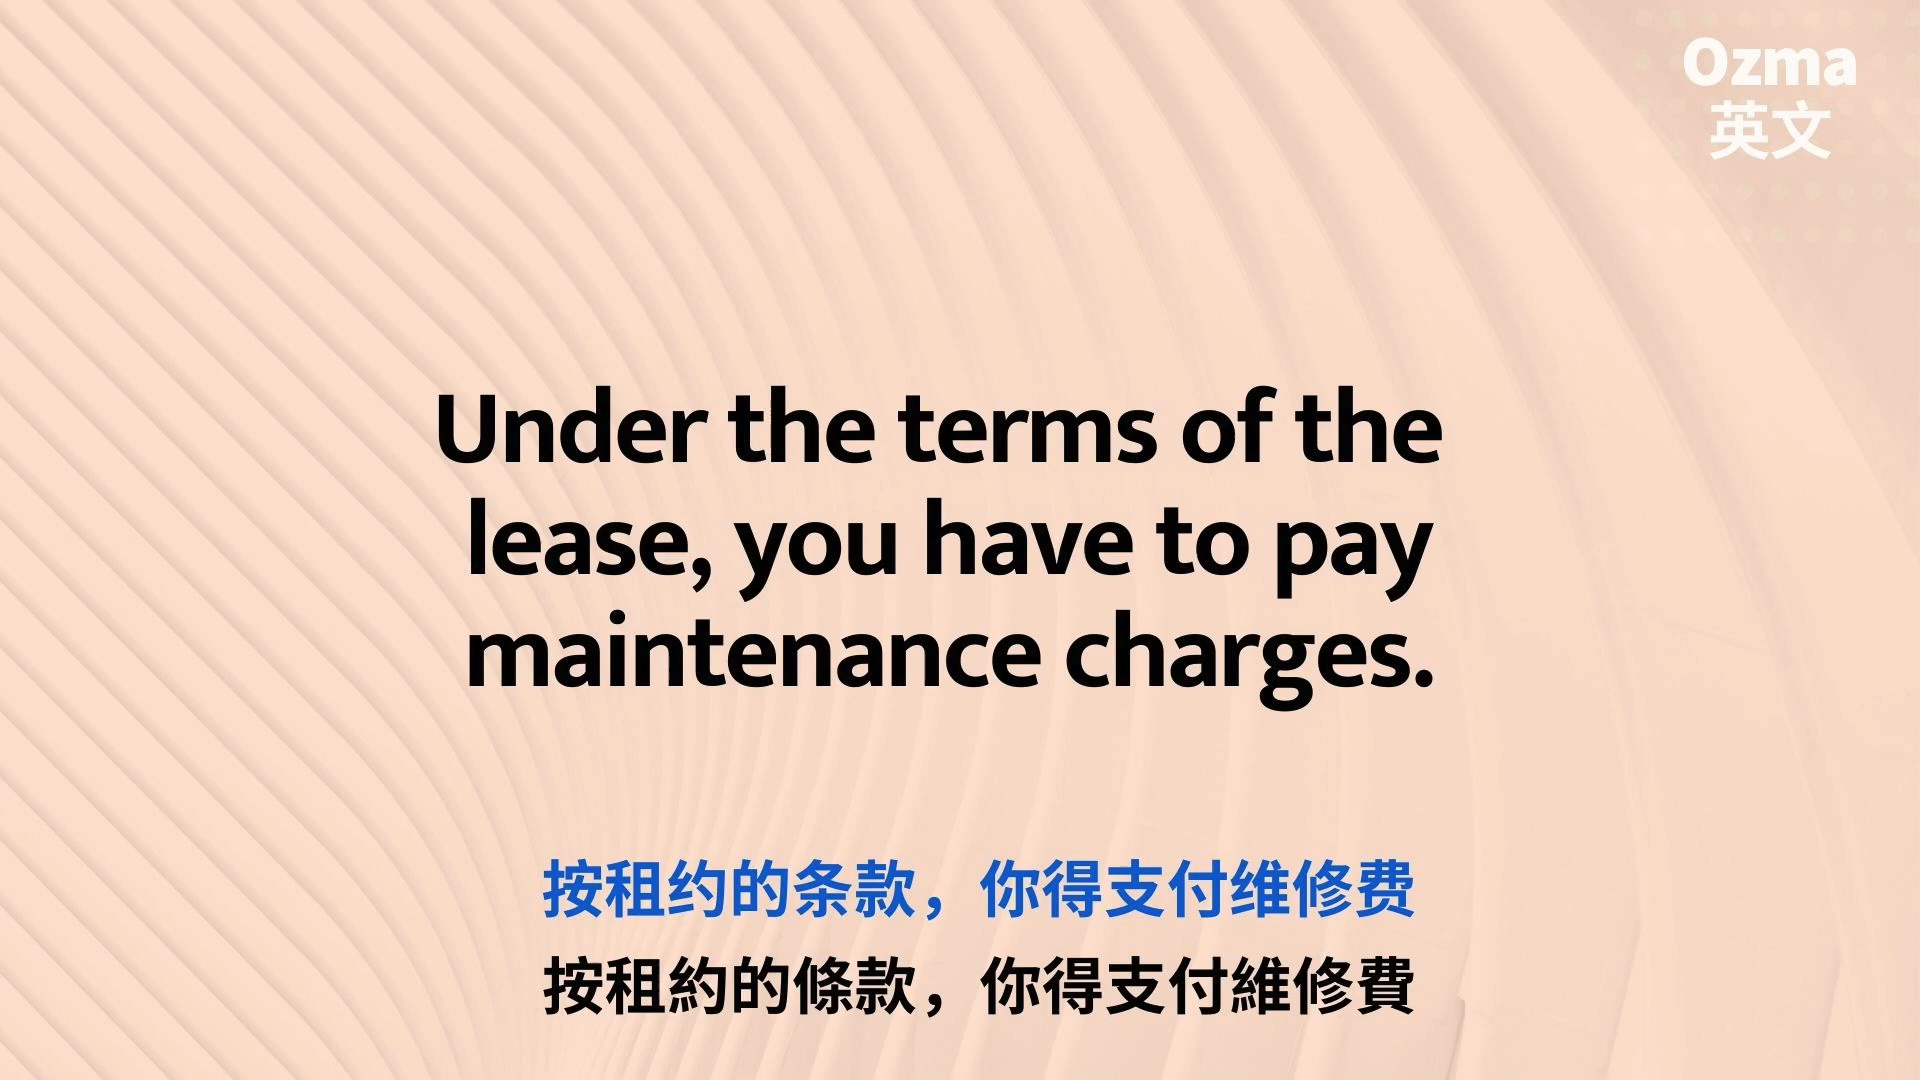 Ozma
英文
Under the terms of the
lease, you have to pay
maintenance charges.
按租约的条款，你得支付维修费
按租約的條款，你得支付維修費